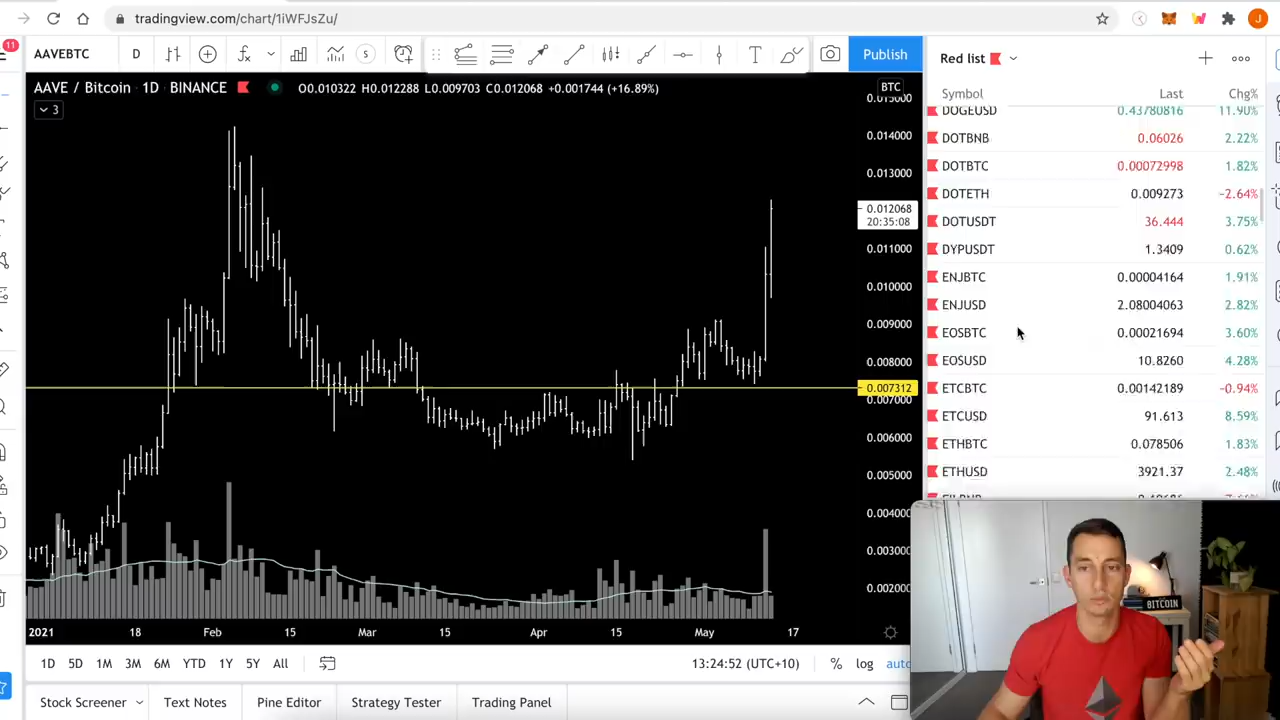 tradingview.com/chart/1iWFJsZu/
J
11
AAVEBTC
D
S
T
Publish
Red list
AAVE / Bitcoin · 1D · BINANCE
O0.010322 H0.012288 L0.009703 C0.012068 +0.001744 (+16.89%)
3
BTC
Symbol
Last
Chg%
DOGEUSD 0.43780816 11.90%
DOTBNB 0.06026 2.22%
DOTBTC 0.00072998 1.82%
DOTETH 0.009273 -2.64%
DOTUSDT 36.444 3.75%
DYPUSDT 1.3409 0.62%
ENJBTC 0.00004164 1.91%
ENJUSD 2.08004063 2.82%
EOSBTC 0.00021694 3.60%
EOSUSD 10.8260 4.28%
ETCBTC 0.00142189 -0.94%
ETCUSD 91.613 8.59%
ETHBTC 0.078506 1.83%
ETHUSD 3921.37 2.48%
0.015000
0.014000
0.013000
0.012068
20:35:08
0.011000
0.010000
0.009000
0.008000
0.007312
0.007000
0.006000
0.005000
0.004000
0.003000
0.002000
2021 18 Feb 15 Mar 15 Apr 15 May 17
1D 5D 1M 3M 6M YTD 1Y 5Y All
13:24:52 (UTC+10)
%
log
auto
Stock Screener
Text Notes
Pine Editor
Strategy Tester
Trading Panel
BITCOIN